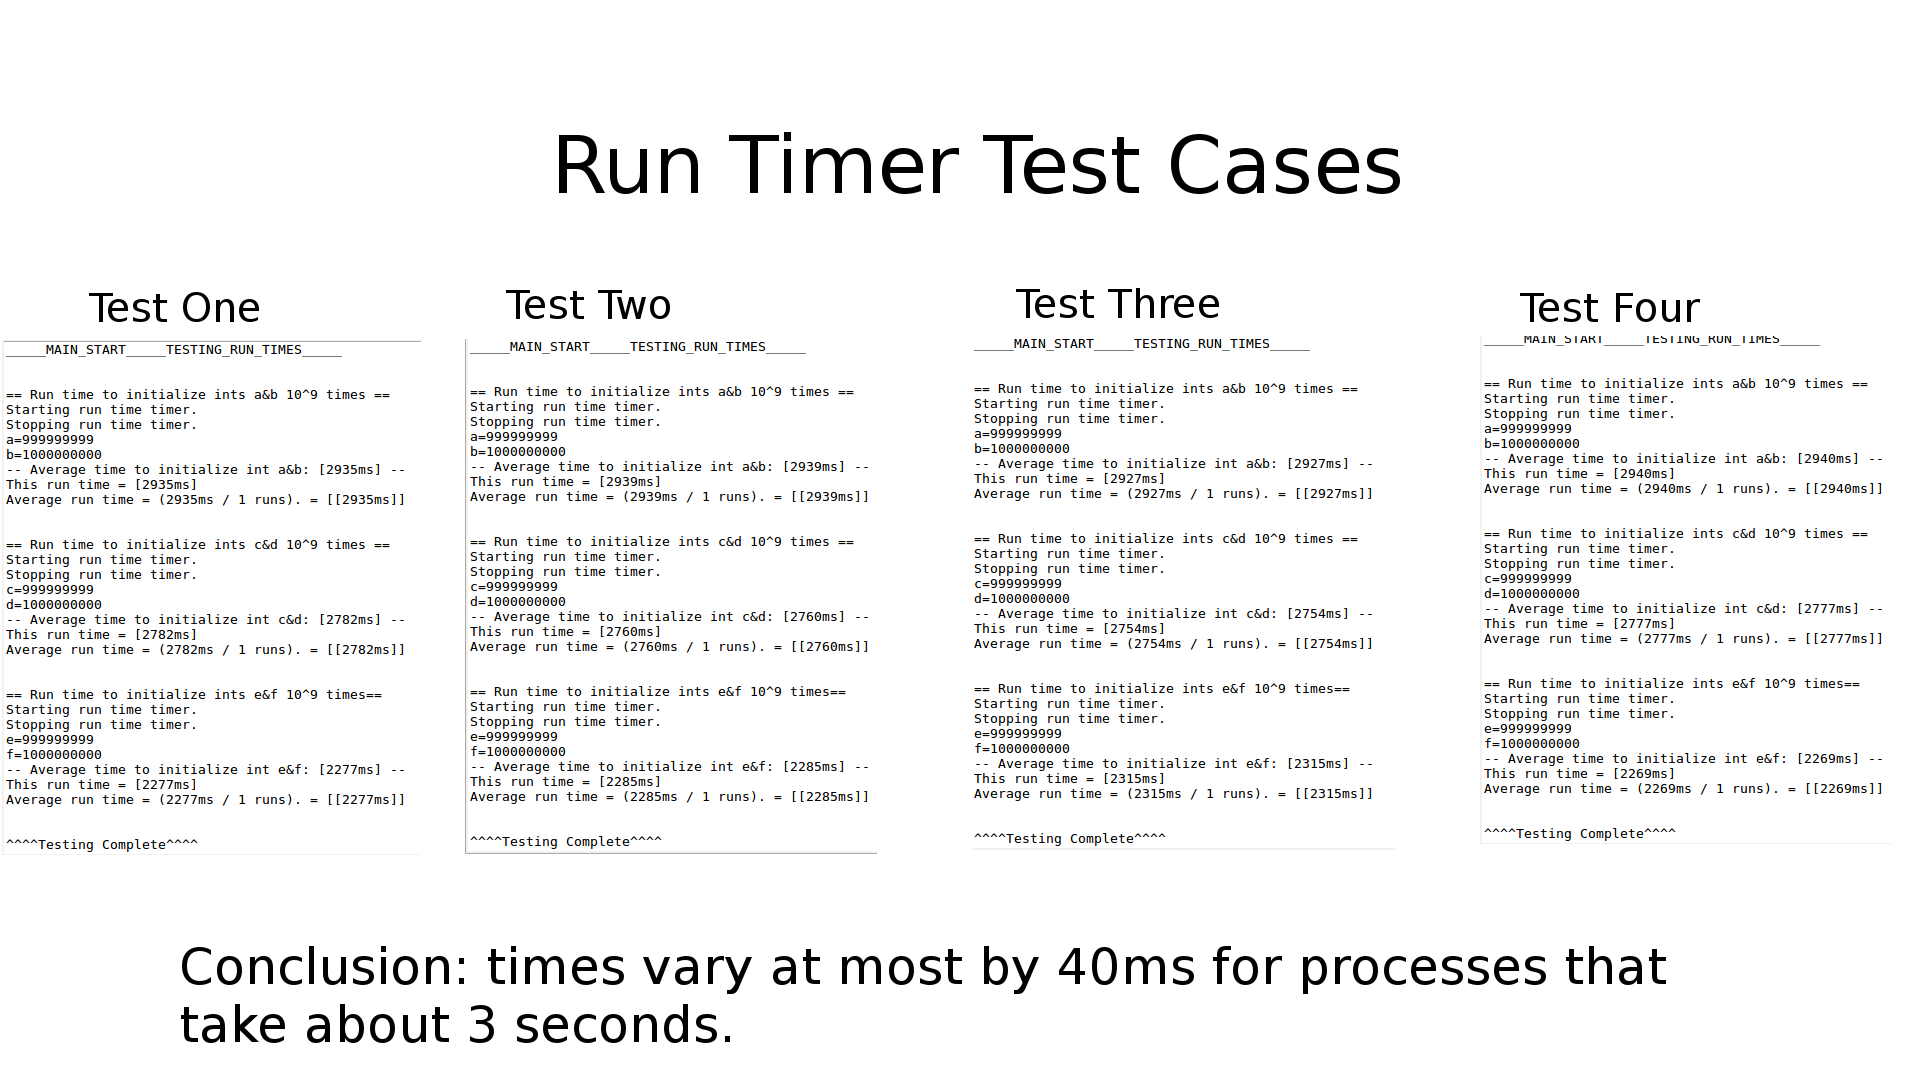 Run Timer Test Cases
Test One
_____MAIN_START_____TESTING_RUN_TIMES_____
== Run time to initialize ints a&b 10^9 times ==
Starting run time timer.
Stopping run time timer.
a=999999999
b=1000000000
-- Average time to initialize int a&b: [2935ms] --
This run time = [2935ms]
Average run time = (2935ms / 1 runs). = [[2935ms]]
== Run time to initialize ints c&d 10^9 times ==
Starting run time timer.
Stopping run time timer.
c=999999999
d=1000000000
-- Average time to initialize int c&d: [2782ms] --
This run time = [2782ms]
Average run time = (2782ms / 1 runs). = [[2782ms]]
== Run time to initialize ints e&f 10^9 times==
Starting run time timer.
Stopping run time timer.
e=999999999
f=1000000000
-- Average time to initialize int e&f: [2277ms] --
This run time = [2277ms]
Average run time = (2277ms / 1 runs). = [[2277ms]]
^^^^Testing Complete^^^^
Test Two
_____MAIN_START_____TESTING_RUN_TIMES_____
== Run time to initialize ints a&b 10^9 times ==
Starting run time timer.
Stopping run time timer.
a=999999999
b=1000000000
-- Average time to initialize int a&b: [2939ms] --
This run time = [2939ms]
Average run time = (2939ms / 1 runs). = [[2939ms]]
== Run time to initialize ints c&d 10^9 times ==
Starting run time timer.
Stopping run time timer.
c=999999999
d=1000000000
-- Average time to initialize int c&d: [2760ms] --
This run time = [2760ms]
Average run time = (2760ms / 1 runs). = [[2760ms]]
== Run time to initialize ints e&f 10^9 times==
Starting run time timer.
Stopping run time timer.
e=999999999
f=1000000000
-- Average time to initialize int e&f: [2285ms] --
This run time = [2285ms]
Average run time = (2285ms / 1 runs). = [[2285ms]]
^^^^Testing Complete^^^^
Test Three
_____MAIN_START_____TESTING_RUN_TIMES_____
== Run time to initialize ints a&b 10^9 times ==
Starting run time timer.
Stopping run time timer.
a=999999999
b=1000000000
-- Average time to initialize int a&b: [2927ms] --
This run time = [2927ms]
Average run time = (2927ms / 1 runs). = [[2927ms]]
== Run time to initialize ints c&d 10^9 times ==
Starting run time timer.
Stopping run time timer.
c=999999999
d=1000000000
-- Average time to initialize int c&d: [2754ms] --
This run time = [2754ms]
Average run time = (2754ms / 1 runs). = [[2754ms]]
== Run time to initialize ints e&f 10^9 times==
Starting run time timer.
Stopping run time timer.
e=999999999
f=1000000000
-- Average time to initialize int e&f: [2315ms] --
This run time = [2315ms]
Average run time = (2315ms / 1 runs). = [[2315ms]]
^^^^Testing Complete^^^^
Test Four
_____MAIN_START_____TESTING_RUN_TIMES_____
== Run time to initialize ints a&b 10^9 times ==
Starting run time timer.
Stopping run time timer.
a=999999999
b=1000000000
-- Average time to initialize int a&b: [2940ms] --
This run time = [2940ms]
Average run time = (2940ms / 1 runs). = [[2940ms]]
== Run time to initialize ints c&d 10^9 times ==
Starting run time timer.
Stopping run time timer.
c=999999999
d=1000000000
-- Average time to initialize int c&d: [2777ms] --
This run time = [2777ms]
Average run time = (2777ms / 1 runs). = [[2777ms]]
== Run time to initialize ints e&f 10^9 times==
Starting run time timer.
Stopping run time timer.
e=999999999
f=1000000000
-- Average time to initialize int e&f: [2269ms] --
This run time = [2269ms]
Average run time = (2269ms / 1 runs). = [[2269ms]]
^^^^Testing Complete^^^^
Conclusion: times vary at most by 40ms for processes that
take about 3 seconds.